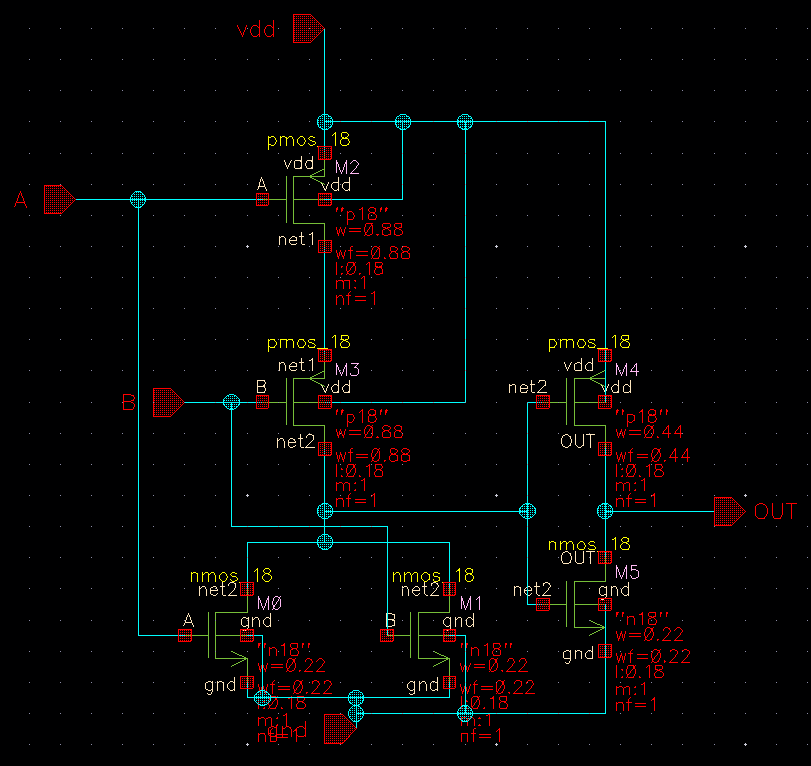 vdd
pmos_18
vdd
M2
A
A
vdd
"p18"
w=0.88
net1
wf=0.88
l:0.18
m:1
nf=1
pmos_18
net1
M3
B
B
vdd
"p18"
w=0.88
net2
wf=0.88
l:0.18
m:1
nf=1
pmos_18
vdd
M4
net2
vdd
"p18"
w=0.44
OUT
wf=0.44
l:0.18
m:1
nf=1
OUT
nmos_18
net2
M0
A
gnd
"n18"
w=0.22
gnd
wf=0.22
l:0.18
m:1
nf=1
gnd
nmos_18
net2
M1
B
gnd
"n18"
w=0.22
gnd
wf=0.22
l:0.18
m:1
nf=1
nmos_18
OUT
M5
net2
gnd
"n18"
w=0.22
gnd
wf=0.22
l:0.18
m:1
nf=1